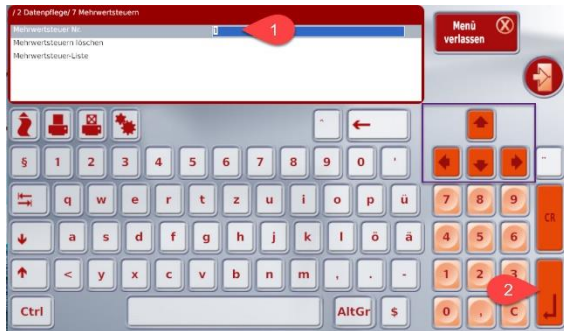 / 2 Datenpflege/ 7 Mehrwertsteuern
Mehrwertsteuer Nr. 1
1
Mehrwertsteuern löschen
Mehrwertsteuer-Liste
Menü
verlassen
^ ←
§ 1 2 3 4 5 6 7 8 9 0 '
q w e r t z u i o p ü 7 8 9
CR
a s d f g h j k l ö ä 4 5 6
< y x c v b n m , . - 1 2 3
2
Ctrl AltGr $ 0 , C